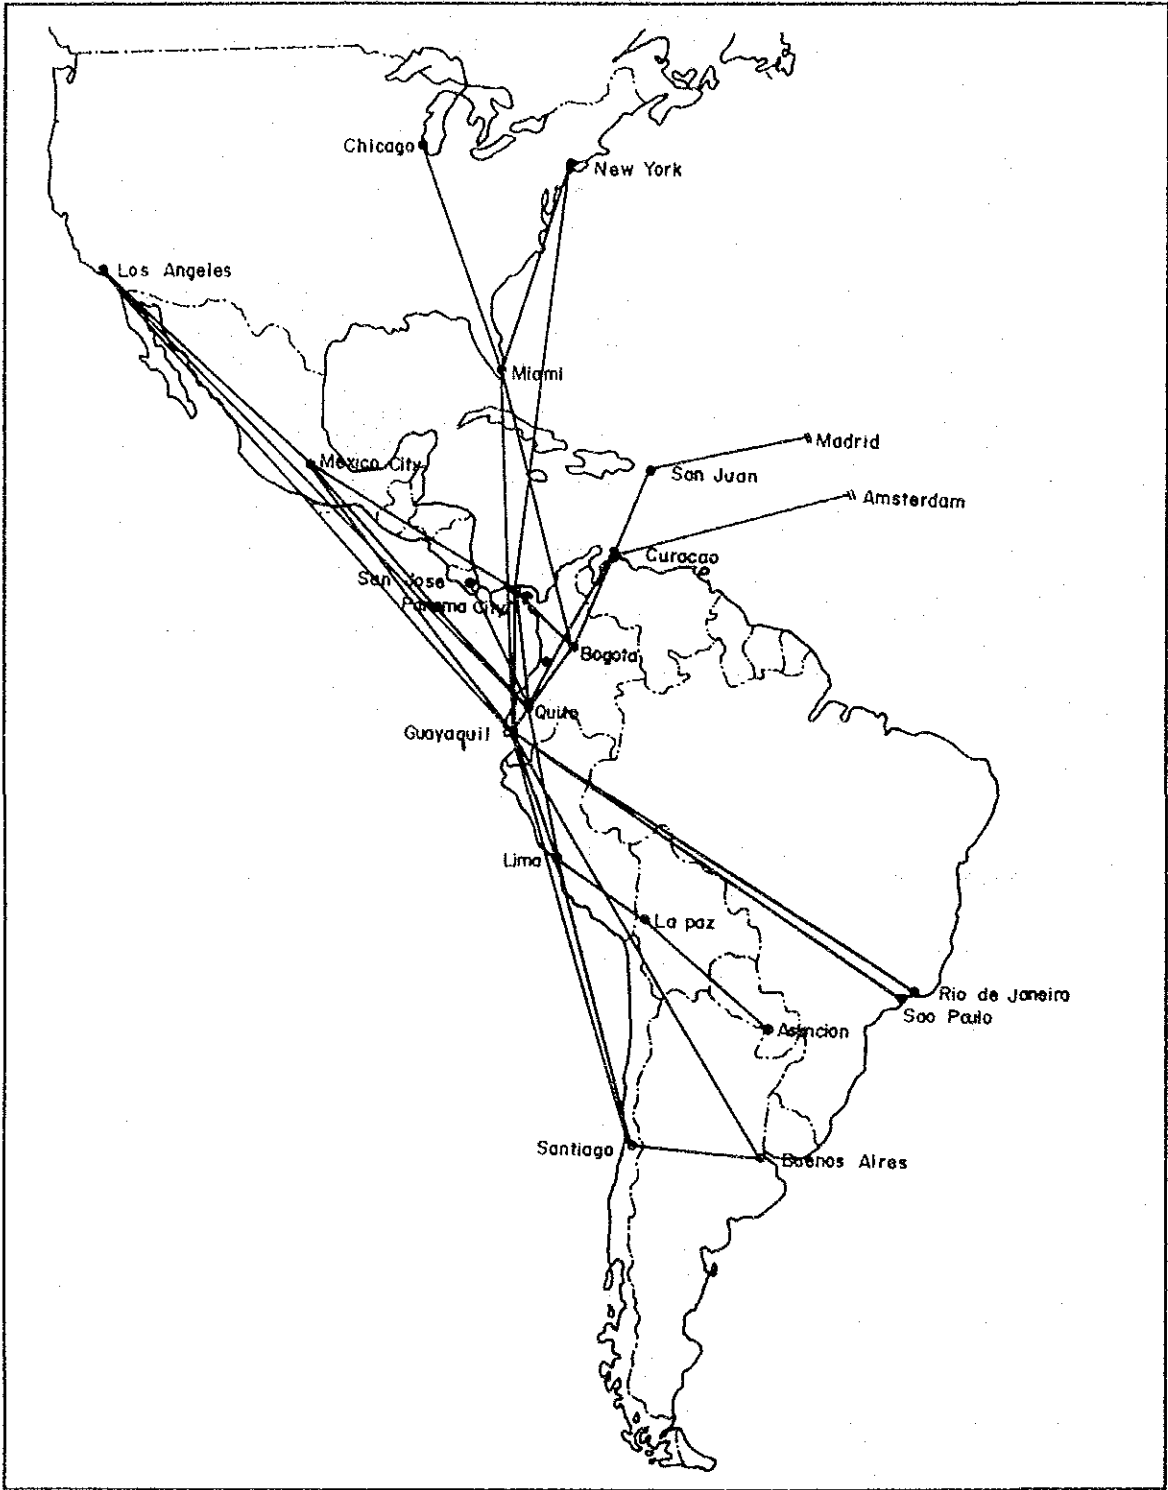 Chicago
New York
Los Angeles
Miami
Madrid
Mexico City
San Juan
Amsterdam
Curacao
San Jose
Panama City
Bogota
Quito
Guayaquil
Lima
La paz
Rio de Janeiro
Sao Paulo
Asuncion
Santiago
Buenos Aires